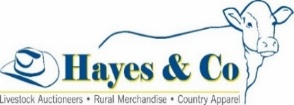 Hayes & Co
Livestock Auctioneers • Rural Merchandise • Country Apparel